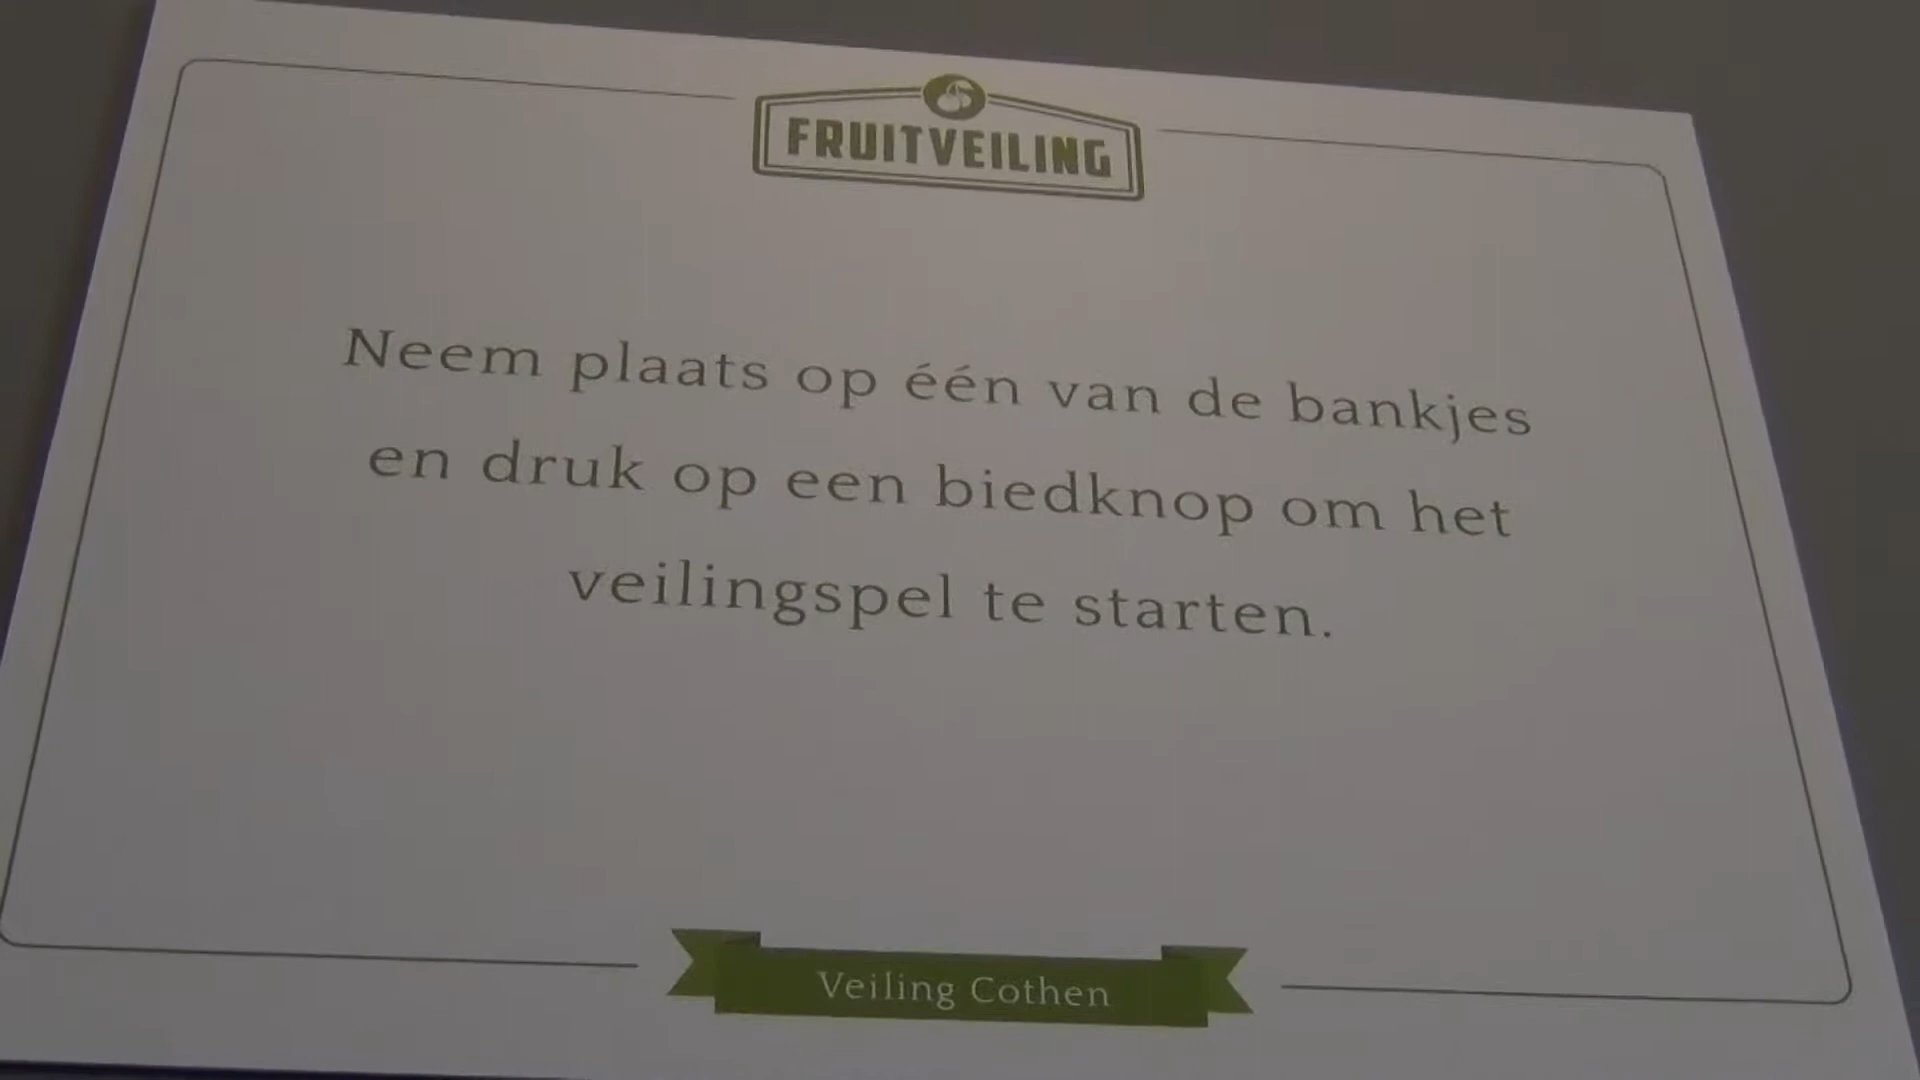 FRUITVEILING
Neem plaats op één van de bankjes
en druk op een biedknop om het
veilingspel te starten.
Veiling Cothen